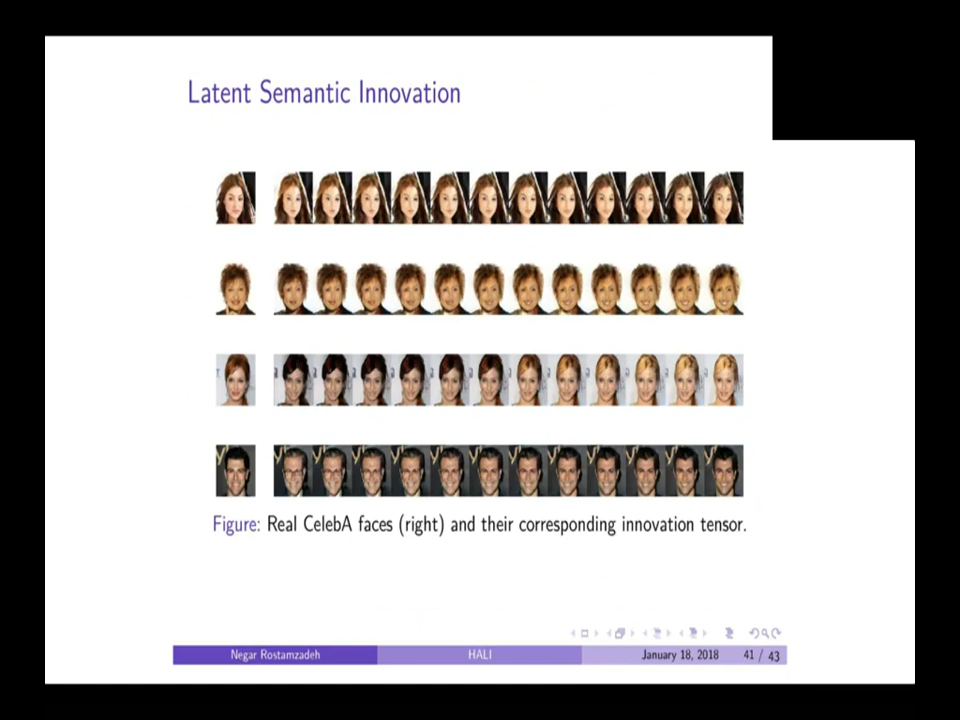 Latent Semantic Innovation
Figure: Real CelebA faces (right) and their corresponding innovation tensor.
Negar Rostamzadeh HALI January 18, 2018 41 / 43